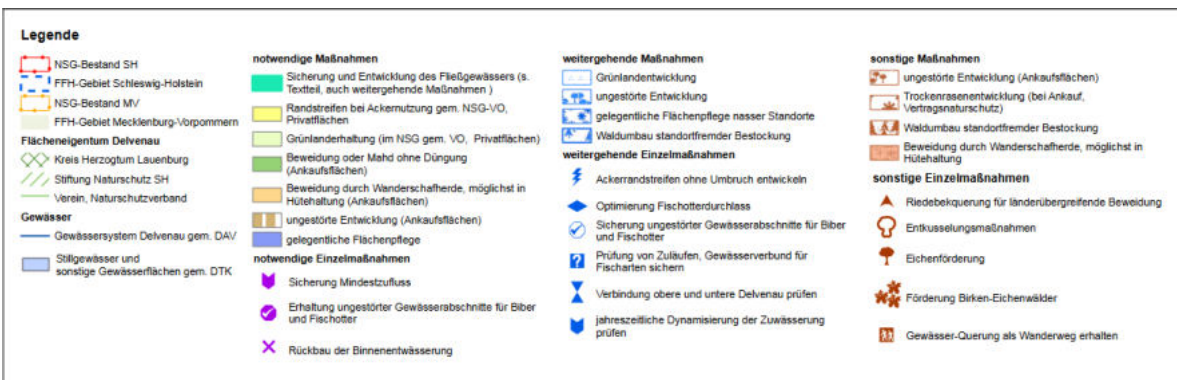 Legende
NSG-Bestand SH
FFH-Gebiet Schleswig-Holstein
NSG-Bestand MV
FFH-Gebiet Mecklenburg-Vorpommern
Flächeneigentum Delvenau
Kreis Herzogtum Lauenburg
Stiftung Naturschutz SH
Verein, Naturschutzverband
Gewässer
Gewässersystem Delvenau gem. DAV
Stillgewässer und
sonstige Gewässerflächen gem. DTK
notwendige Maßnahmen
Sicherung und Entwicklung des Fließgewässers (s.
Textteil, auch weitergehende Maßnahmen )
Randstreifen bei Ackernutzung gem. NSG-VO,
Privatflächen
Grünlanderhaltung (im NSG gem. VO, Privatflächen)
Beweidung oder Mahd ohne Düngung
(Ankaufsflächen)
Beweidung durch Wanderschafherde, möglichst in
Hütehaltung (Ankaufsflächen)
ungestörte Entwicklung (Ankaufsflächen)
gelegentliche Flächenpflege
notwendige Einzelmaßnahmen
Sicherung Mindestzufluss
Erhaltung ungestörter Gewässerabschnitte für Biber
und Fischotter
Rückbau der Binnenentwässerung
weitergehende Maßnahmen
Grünlandentwicklung
ungestörte Entwicklung
gelegentliche Flächenpflege nasser Standorte
Waldumbau standortfremder Bestockung
weitergehende Einzelmaßnahmen
Ackerrandstreifen ohne Umbruch entwickeln
Optimierung Fischotterdurchlass
Sicherung ungestörter Gewässerabschnitte für Biber
und Fischotter
?
Prüfung von Zuläufen, Gewässerverbund für
Fischarten sichern
Verbindung obere und untere Delvenau prüfen
jahreszeitliche Dynamisierung der Zuwässerung
prüfen
sonstige Maßnahmen
ungestörte Entwicklung (Ankaufsflächen)
Trockenrasenentwicklung (bei Ankauf,
Vertragsnaturschutz)
Waldumbau standortfremder Bestockung
Beweidung durch Wanderschafherde, möglichst in
Hütehaltung
sonstige Einzelmaßnahmen
Riedebekquerung für länderübergreifende Beweidung
Entkusselungsmaßnahmen
Eichenförderung
Förderung Birken-Eichenwälder
Gewässer-Querung als Wanderweg erhalten